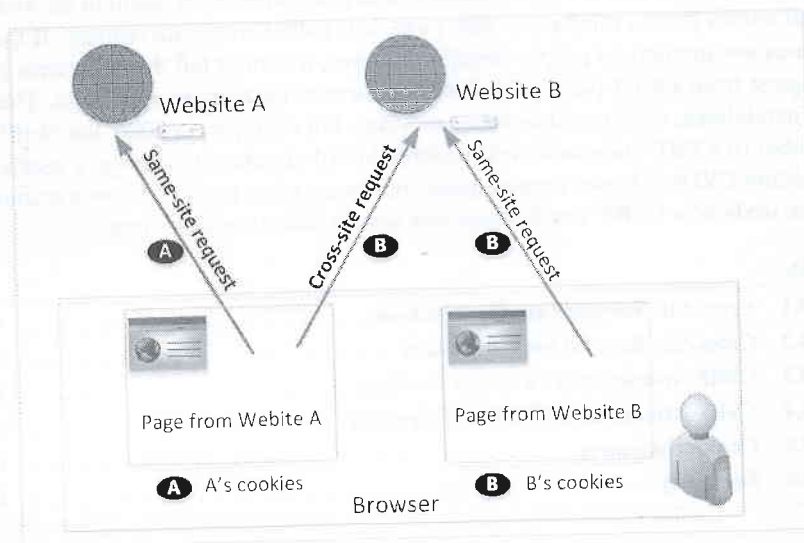 Website A
Website B
Same-site request
Cross-site request
Same-site request
A
B
B
Page from Webite A
Page from Website B
A A's cookies
B B's cookies
Browser